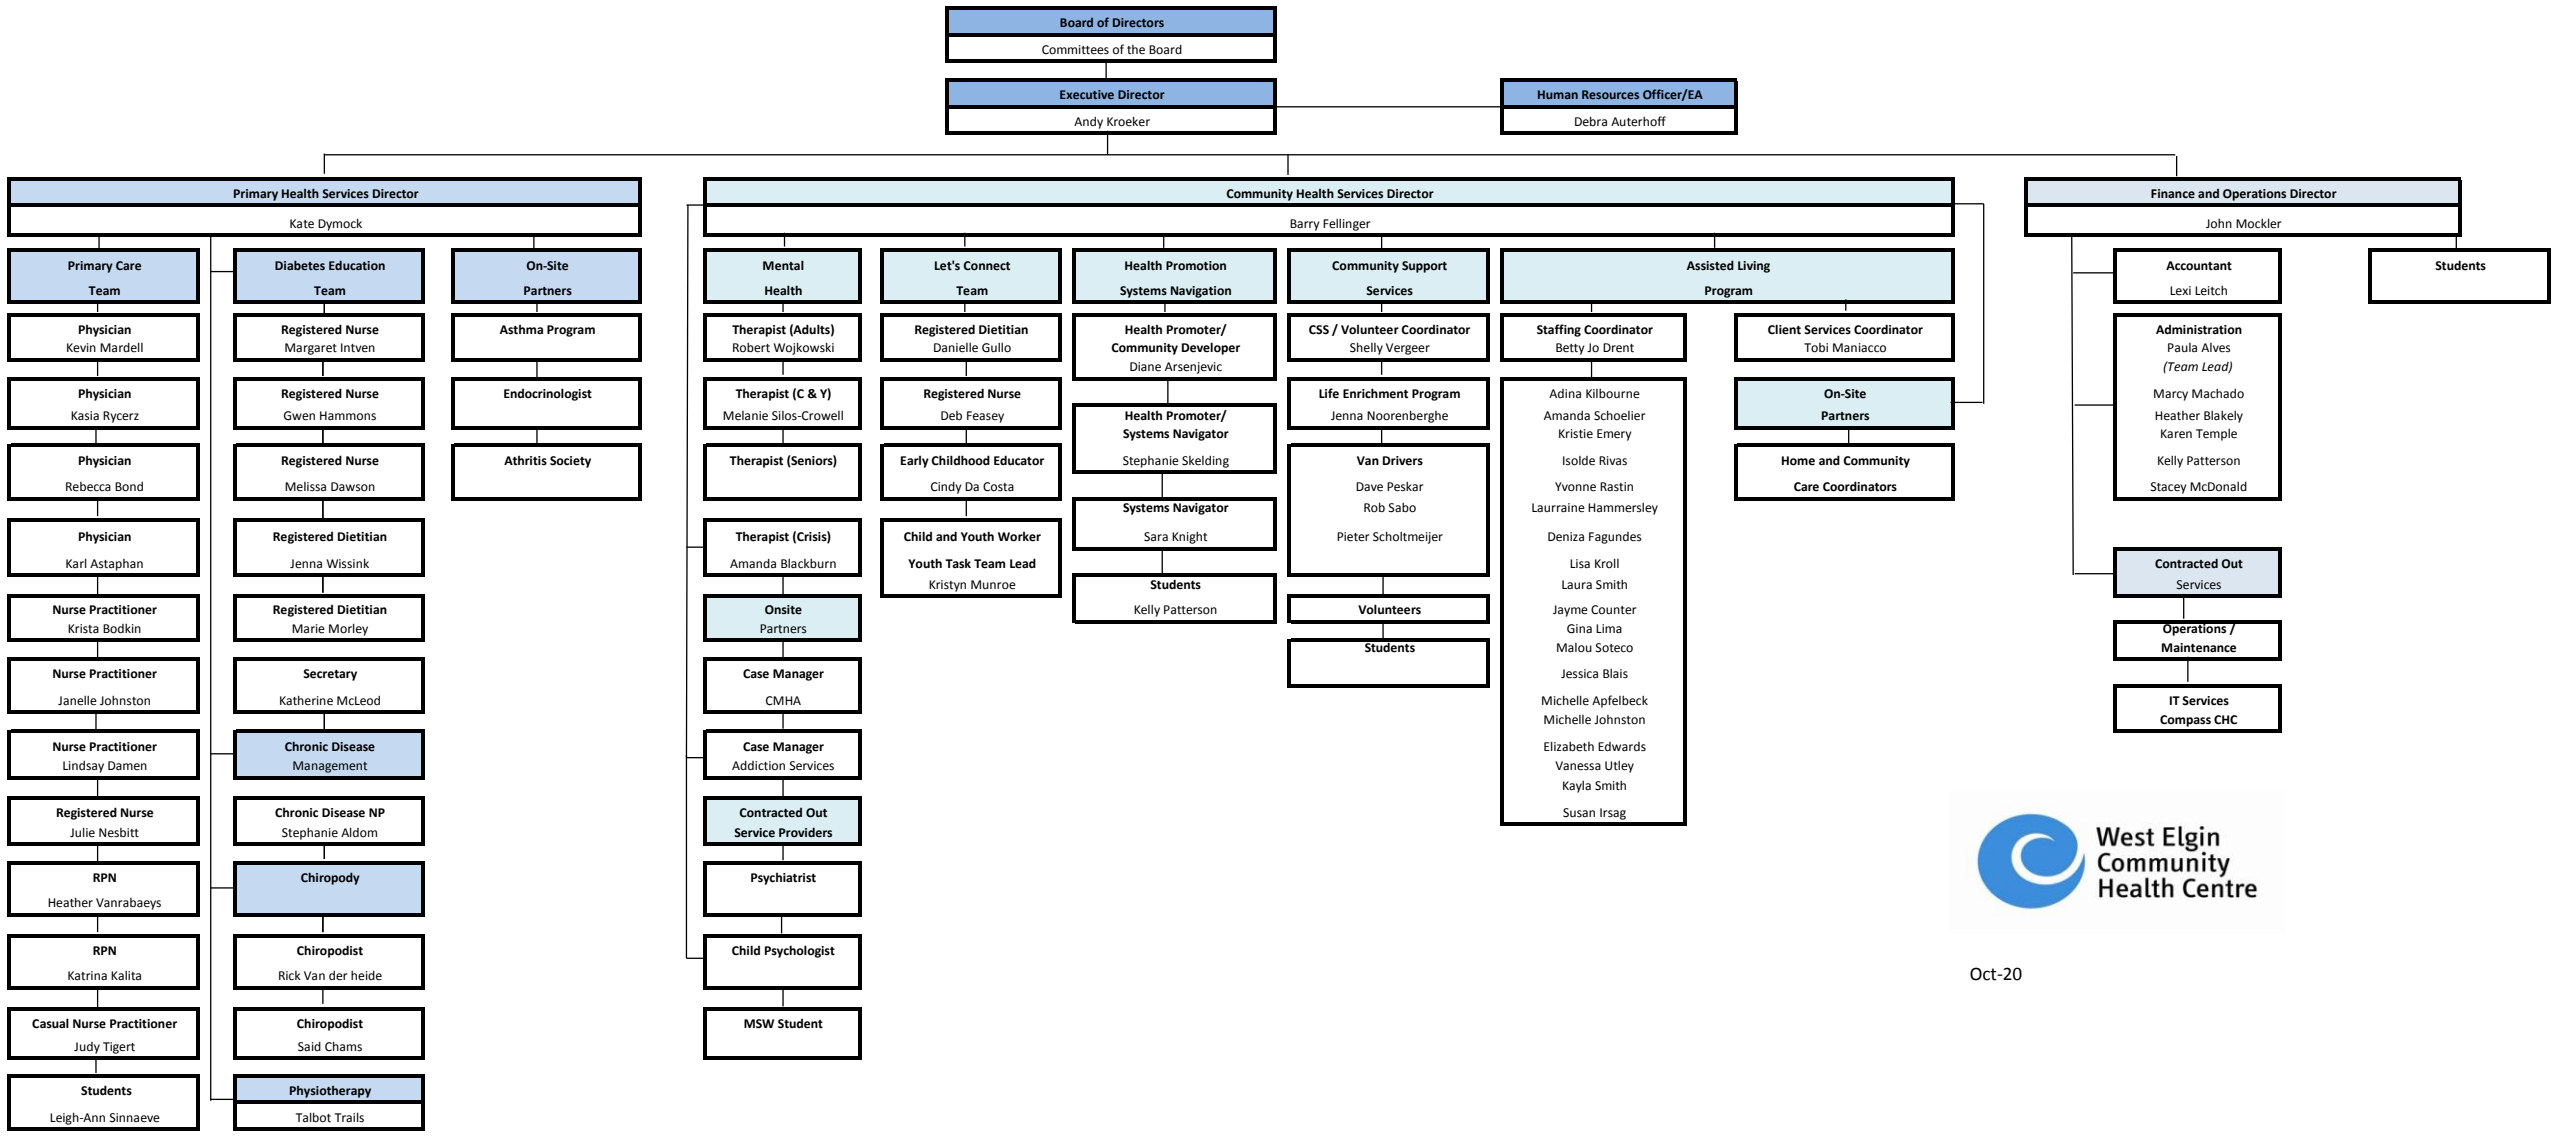 Board of Directors
Committees of the Board
Executive Director
Andy Kroeker
Human Resources Officer/EA
Debra Auterhoff
Primary Health Services Director
Kate Dymock
Primary Care
Team
Physician
Kevin Mardell
Physician
Kasia Rycerz
Physician
Rebecca Bond
Physician
Karl Astaphan
Nurse Practitioner
Krista Bodkin
Nurse Practitioner
Janelle Johnston
Nurse Practitioner
Lindsay Damen
Registered Nurse
Julie Nesbitt
RPN
Heather Vanrabaeys
RPN
Katrina Kalita
Casual Nurse Practitioner
Judy Tigert
Students
Leigh-Ann Sinnaeve
Diabetes Education
Team
Registered Nurse
Margaret Intven
Registered Nurse
Gwen Hammons
Registered Nurse
Melissa Dawson
Registered Dietitian
Jenna Wissink
Registered Dietitian
Marie Morley
Secretary
Katherine McLeod
Chronic Disease
Management
Chronic Disease NP
Stephanie Aldom
Chiropody
Chiropodist
Rick Van der heide
Chiropodist
Said Chams
Physiotherapy
Talbot Trails
On-Site
Partners
Asthma Program
Endocrinologist
Athritis Society
Community Health Services Director
Barry Fellinger
Mental
Health
Therapist (Adults)
Robert Wojkowski
Therapist (C & Y)
Melanie Silos-Crowell
Therapist (Seniors)
Therapist (Crisis)
Amanda Blackburn
Onsite
Partners
Case Manager
CMHA
Case Manager
Addiction Services
Contracted Out
Service Providers
Psychiatrist
Child Psychologist
MSW Student
Let's Connect
Team
Registered Dietitian
Danielle Gullo
Registered Nurse
Deb Feasey
Early Childhood Educator
Cindy Da Costa
Child and Youth Worker
Youth Task Team Lead
Kristyn Munroe
Health Promotion
Systems Navigation
Health Promoter/
Community Developer
Diane Arsenjevic
Health Promoter/
Systems Navigator
Stephanie Skelding
Systems Navigator
Sara Knight
Students
Kelly Patterson
Community Support
Services
CSS / Volunteer Coordinator
Shelly Vergeer
Life Enrichment Program
Jenna Noorenberghe
Van Drivers
Dave Peskar
Rob Sabo
Pieter Scholtmeijer
Volunteers
Students
Assisted Living
Program
Staffing Coordinator
Betty Jo Drent
Adina Kilbourne
Amanda Schoelier
Kristie Emery
Isolde Rivas
Yvonne Rastin
Laurraine Hammersley
Deniza Fagundes
Lisa Kroll
Laura Smith
Jayme Counter
Gina Lima
Malou Soteco
Jessica Blais
Michelle Apfelbeck
Michelle Johnston
Elizabeth Edwards
Vanessa Utley
Kayla Smith
Susan Irsag
Client Services Coordinator
Tobi Maniacco
On-Site
Partners
Home and Community
Care Coordinators
Finance and Operations Director
John Mockler
Accountant
Lexi Leitch
Administration
Paula Alves
(Team Lead)
Marcy Machado
Heather Blakely
Karen Temple
Kelly Patterson
Stacey McDonald
Contracted Out
Services
Operations /
Maintenance
IT Services
Compass CHC
Students
West Elgin
Community
Health Centre
Oct-20